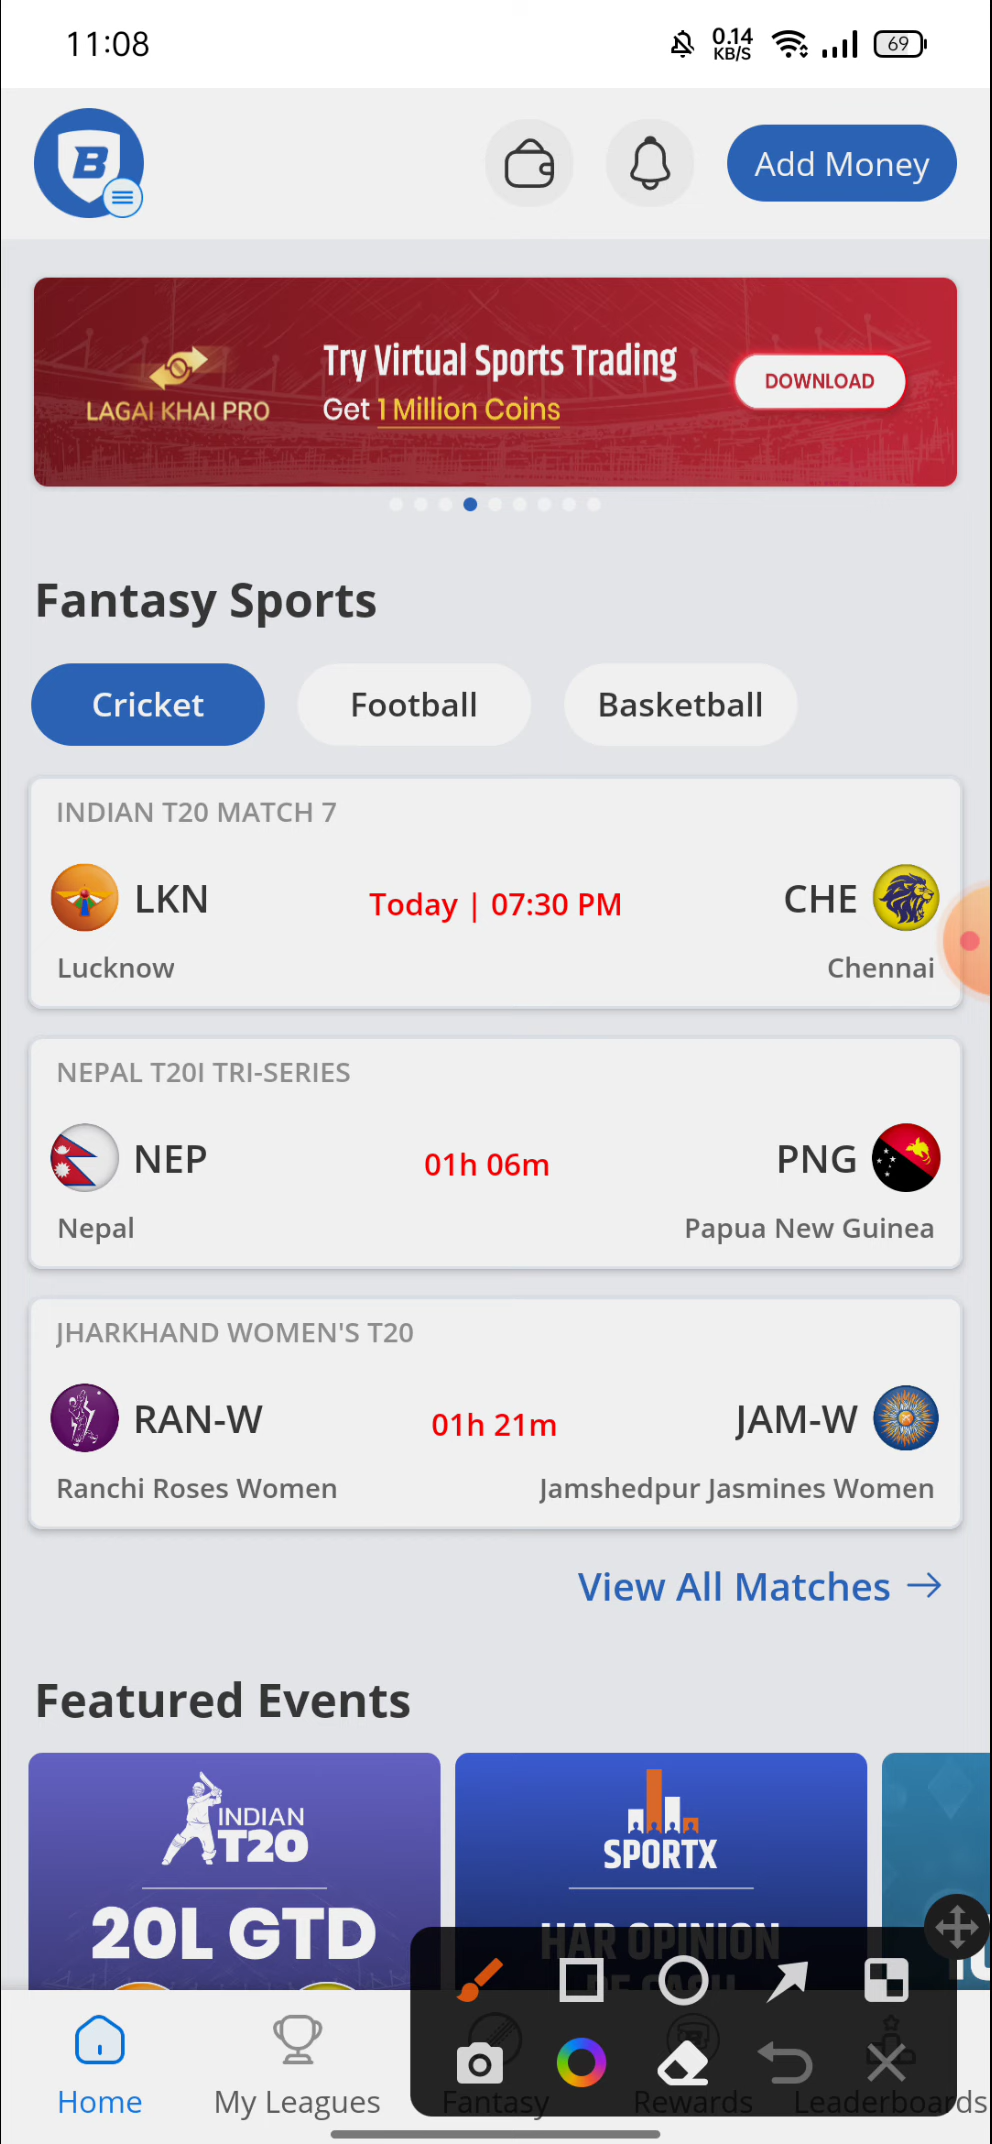 11:08
0.14
KB/S
69
B
Add Money
LAGAI KHAI PRO
Try Virtual Sports Trading
Get 1 Million Coins
DOWNLOAD
Fantasy Sports
Cricket
Football
Basketball
INDIAN T20 MATCH 7
LKN
Today | 07:30 PM
CHE
Lucknow
Chennai
NEPAL T20I TRI-SERIES
NEP
01h 06m
PNG
Nepal
Papua New Guinea
JHARKHAND WOMEN'S T20
RAN-W
01h 21m
JAM-W
Ranchi Roses Women
Jamshedpur Jasmines Women
View All Matches
Featured Events
INDIAN
T20
20L GTD
SPORTX
HAR OPINION
PE CASH
Home
My Leagues
Fantasy
Rewards
Leaderboards